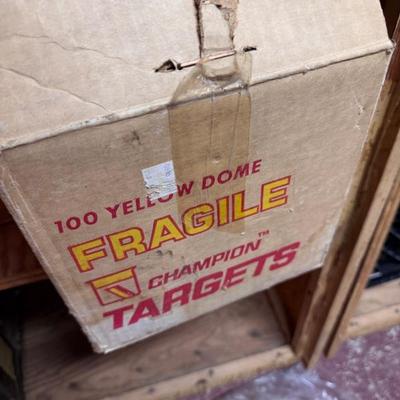 100 YELLOW DOME
FRAGILE
CHAMPION™
TARGETS